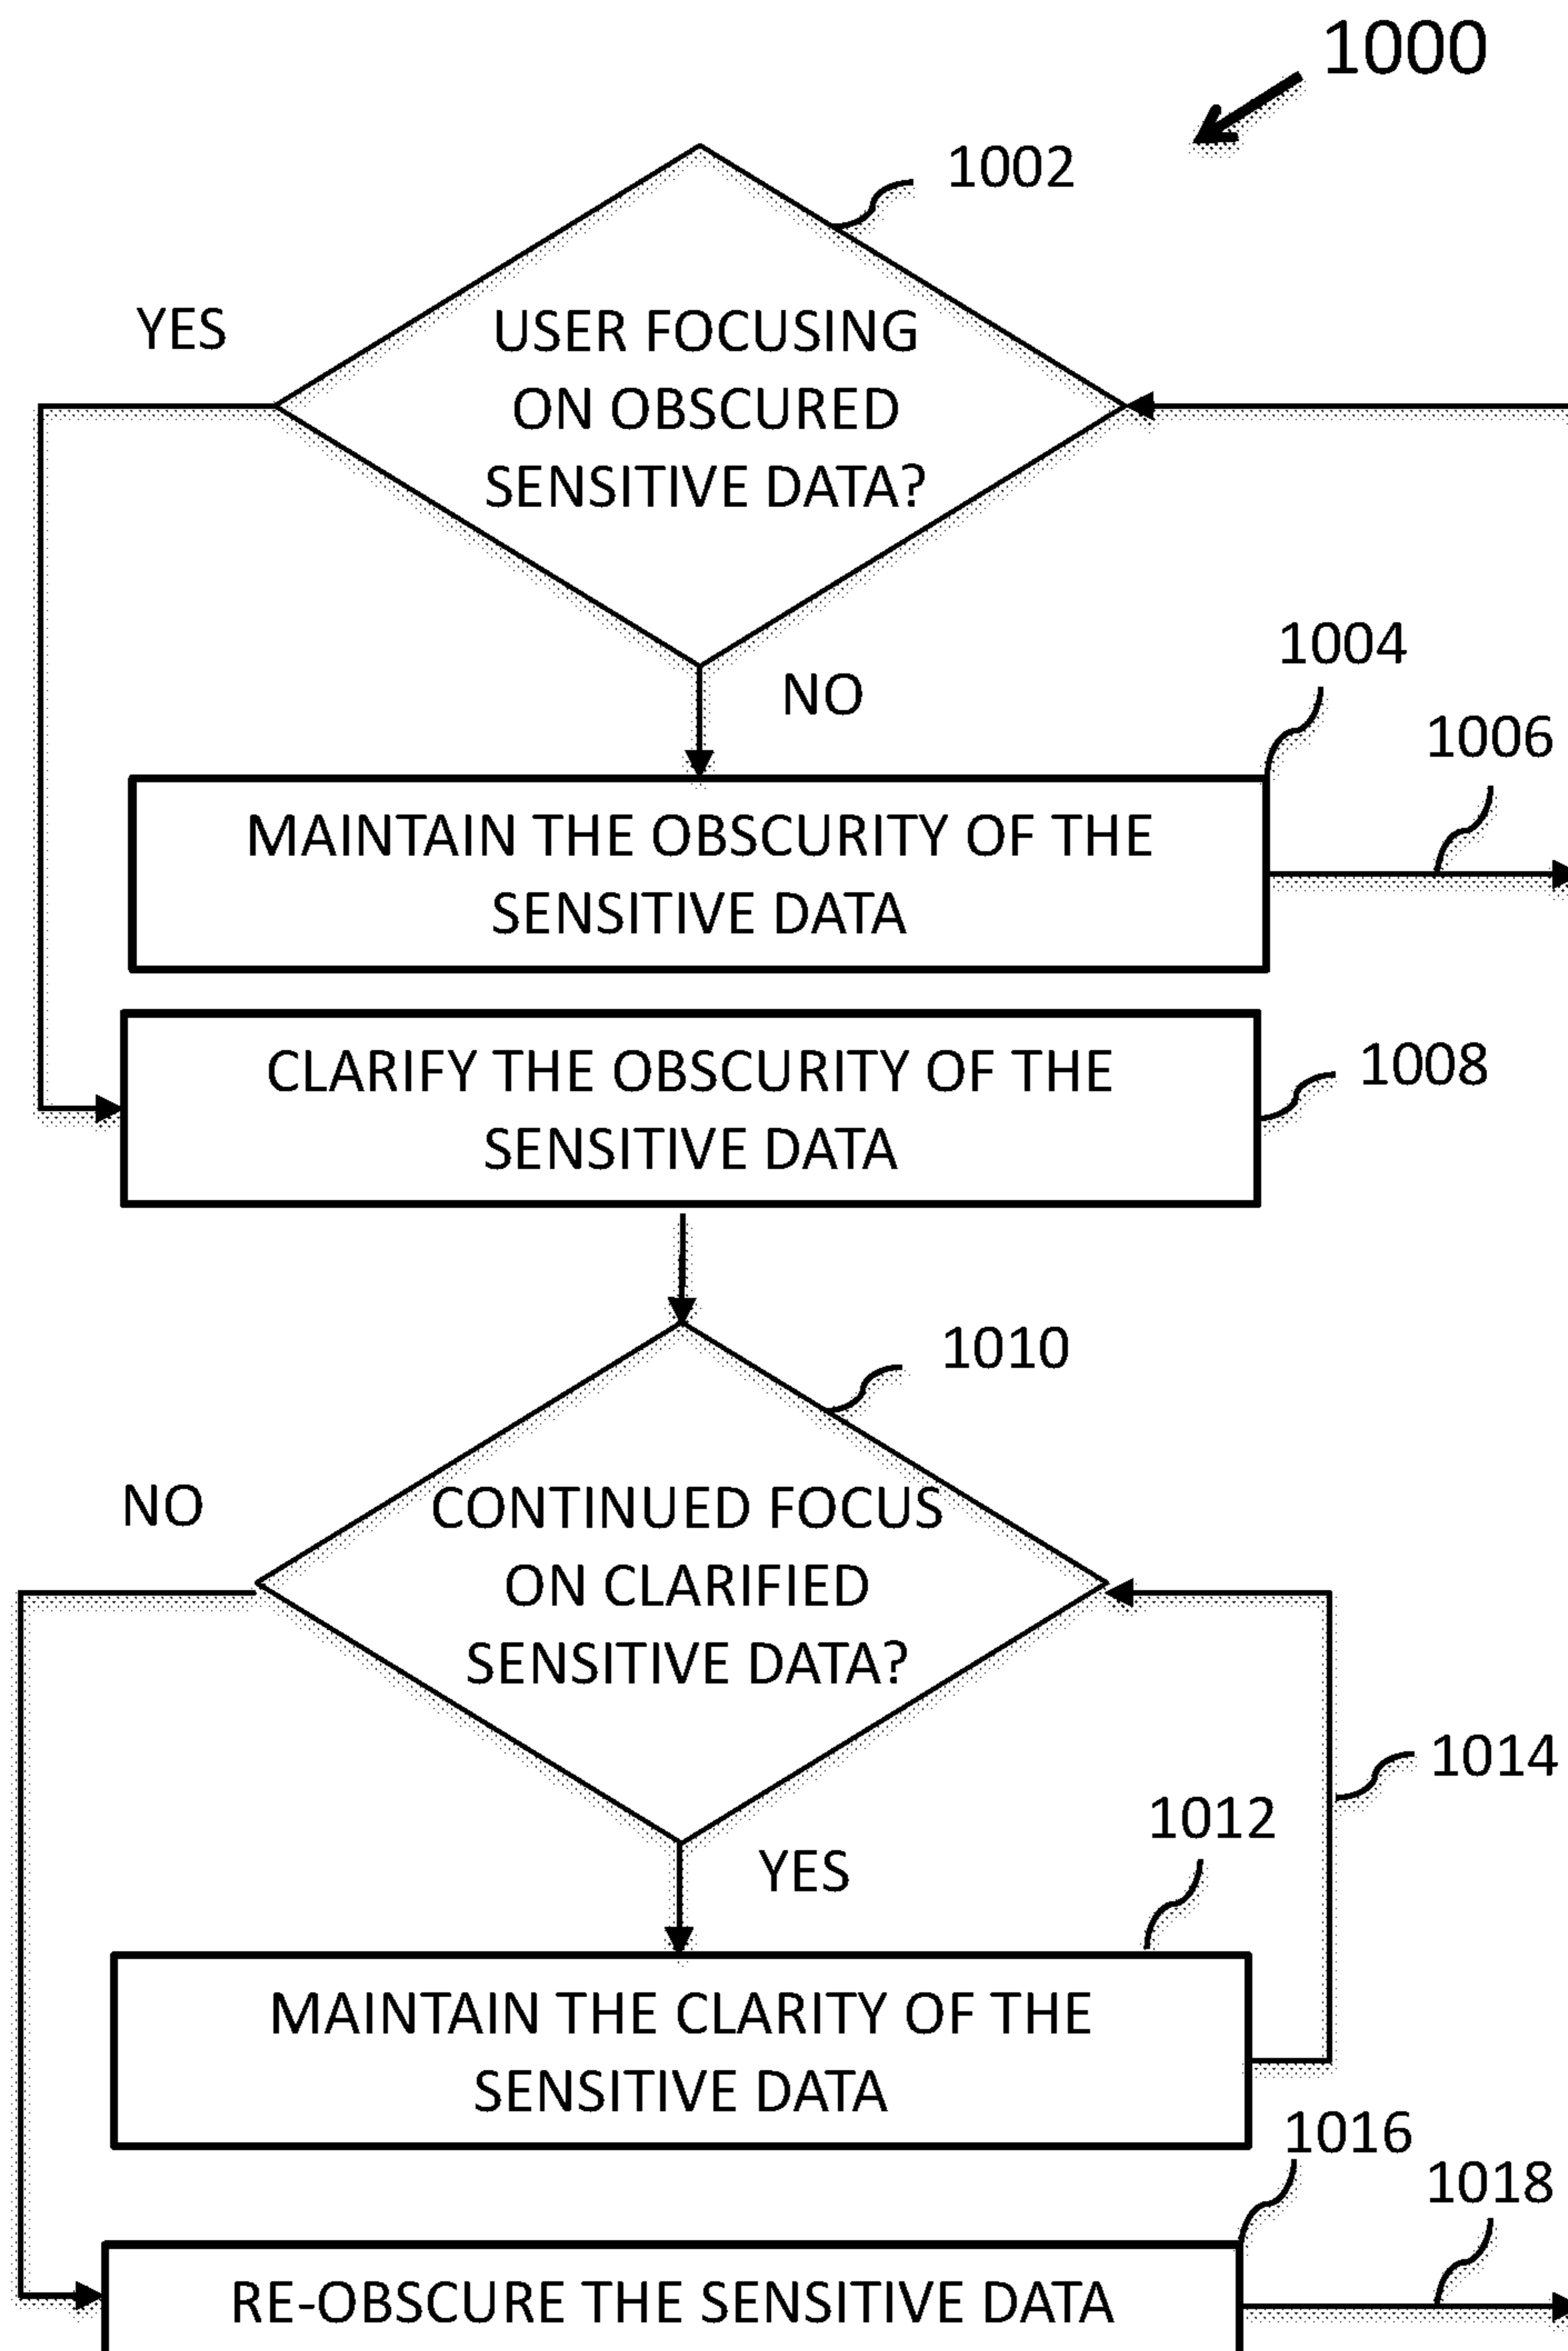 1000
1002
YES
USER FOCUSING
ON OBSCURED
SENSITIVE DATA?
NO
1004
1006
MAINTAIN THE OBSCURITY OF THE
SENSITIVE DATA
CLARIFY THE OBSCURITY OF THE
SENSITIVE DATA
1008
1010
NO
CONTINUED FOCUS
ON CLARIFIED
SENSITIVE DATA?
1014
1012
YES
MAINTAIN THE CLARITY OF THE
SENSITIVE DATA
1016
1018
RE-OBSCURE THE SENSITIVE DATA